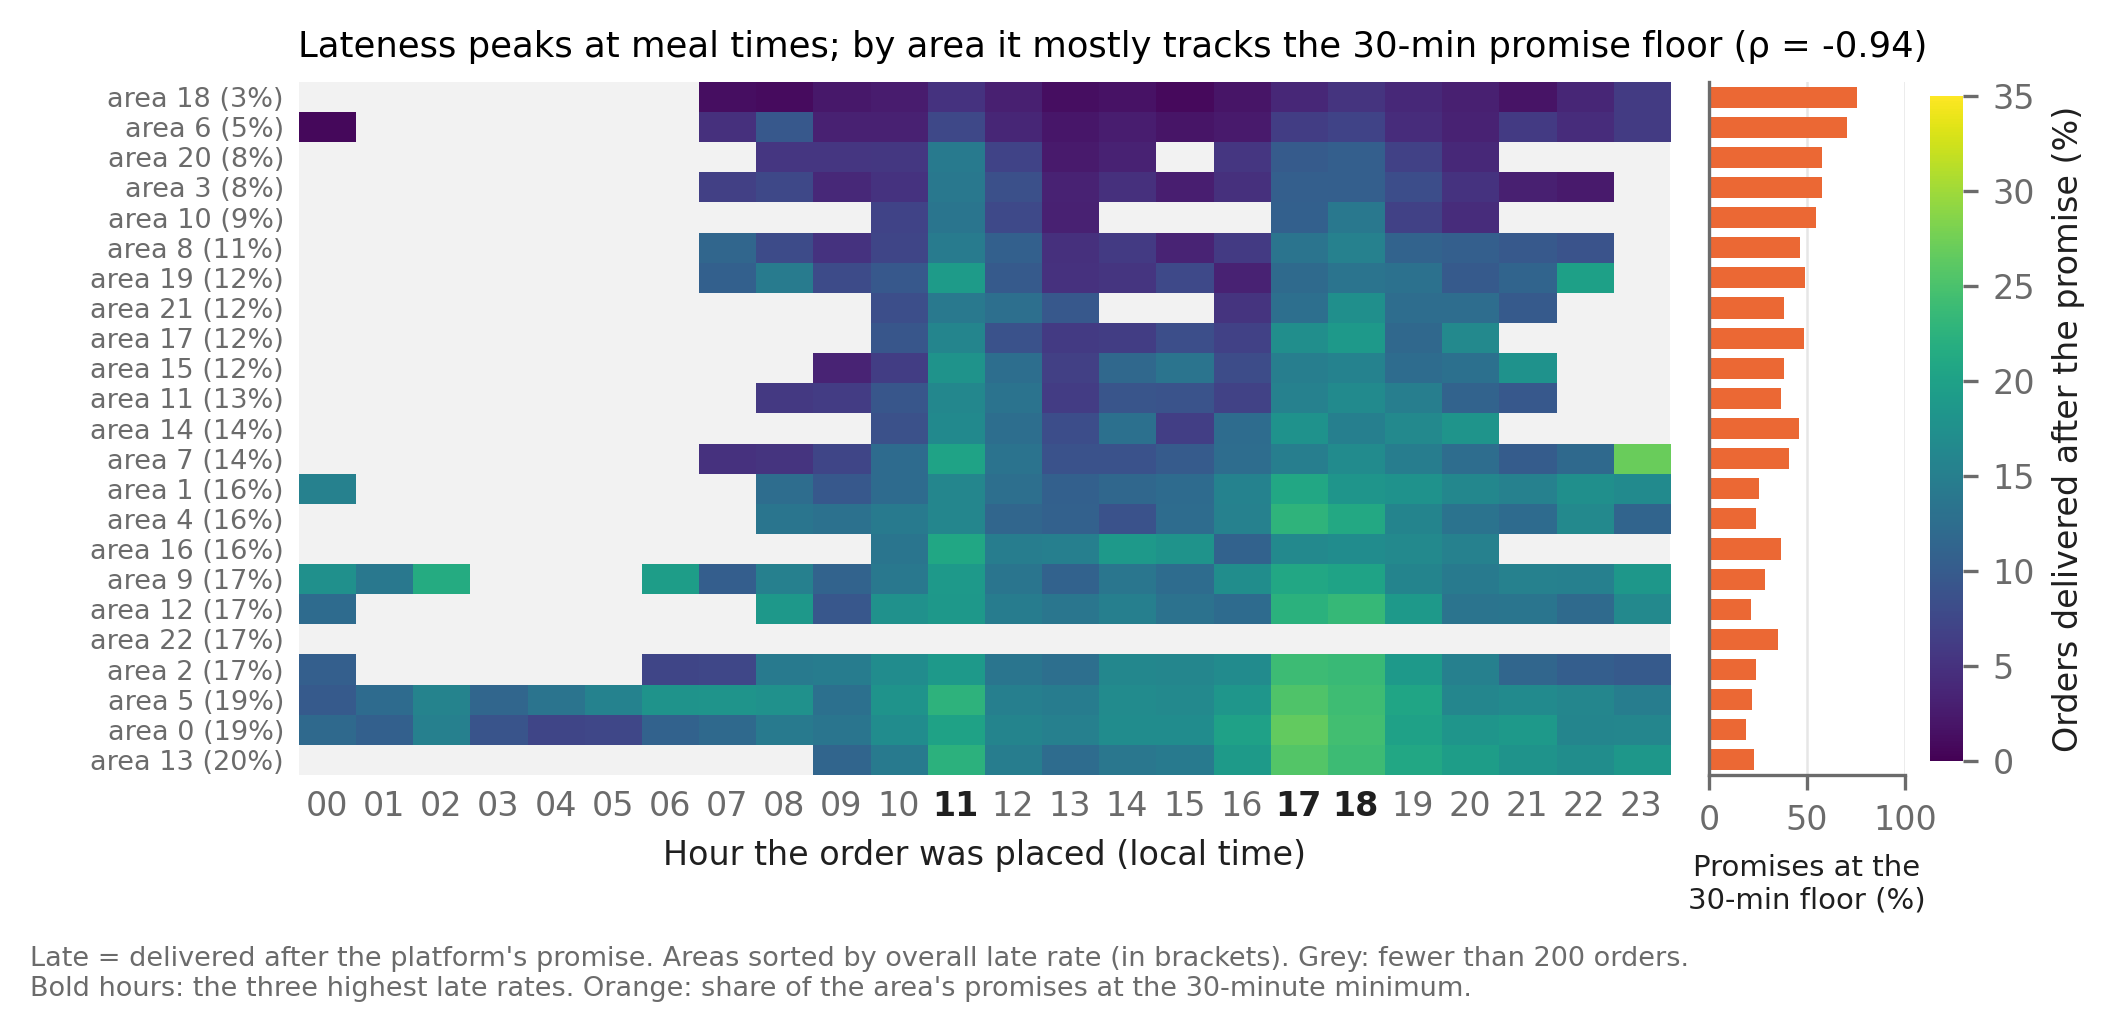 Lateness peaks at meal times; by area it mostly tracks the 30-min promise floor (ρ = -0.94)
area 18 (3%)
area 6 (5%)
area 20 (8%)
area 3 (8%)
area 10 (9%)
area 8 (11%)
area 19 (12%)
area 21 (12%)
area 17 (12%)
area 15 (12%)
area 11 (13%)
area 14 (14%)
area 7 (14%)
area 1 (16%)
area 4 (16%)
area 16 (16%)
area 9 (17%)
area 12 (17%)
area 22 (17%)
area 2 (17%)
area 5 (19%)
area 0 (19%)
area 13 (20%)
00 01 02 03 04 05 06 07 08 09 10 11 12 13 14 15 16 17 18 19 20 21 22 23
Hour the order was placed (local time)
0 50 100
Promises at the
30-min floor (%)
35
30
25
20
15
10
5
0
Orders delivered after the promise (%)
Late = delivered after the platform's promise. Areas sorted by overall late rate (in brackets). Grey: fewer than 200 orders.
Bold hours: the three highest late rates. Orange: share of the area's promises at the 30-minute minimum.